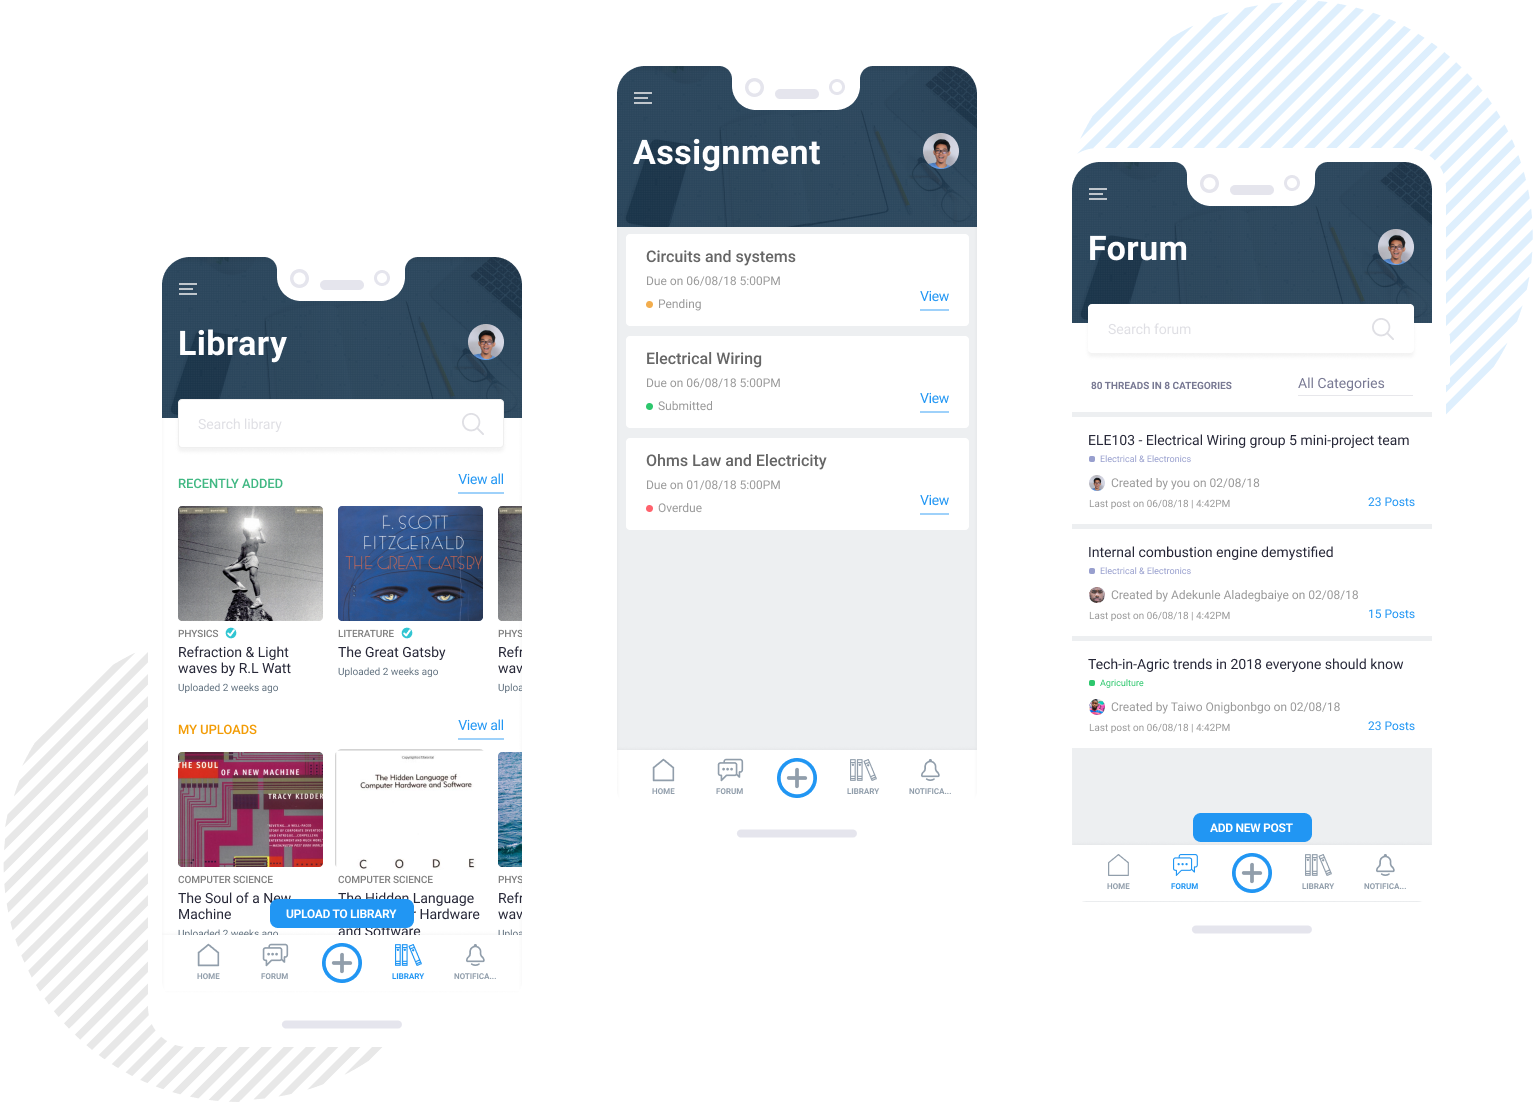 Library
Search library
RECENTLY ADDED
View all
F. SCOTT
FITZGERALD
THE GREAT GATSBY
PHYSICS
Refraction & Light
waves by R.L Watt
Uploaded 2 weeks ago
LITERATURE
The Great Gatsby
Uploaded 2 weeks ago
PHYS
Refr
wav
Uploa
MY UPLOADS
View all
THE SOUL
OF A NEW MACHINE
TRACY KIDDER
The Hidden Language of
Computer Hardware and Software
C O D E
COMPUTER SCIENCE
The Soul of a New
Machine
Uploaded 2 weeks ago
COMPUTER SCIENCE
The Hidden Language
r Hardware
and Software
PHYS
Refr
wav
Uploa
UPLOAD TO LIBRARY
HOME
FORUM
LIBRARY
NOTIFICA...
Assignment
Circuits and systems
Due on 06/08/18 5:00PM
Pending
View
Electrical Wiring
Due on 06/08/18 5:00PM
Submitted
View
Ohms Law and Electricity
Due on 01/08/18 5:00PM
Overdue
View
HOME
FORUM
LIBRARY
NOTIFICA...
Forum
Search forum
80 THREADS IN 8 CATEGORIES
All Categories
ELE103 - Electrical Wiring group 5 mini-project team
Electrical & Electronics
Created by you on 02/08/18
Last post on 06/08/18 | 4:42PM
23 Posts
Internal combustion engine demystified
Electrical & Electronics
Created by Adekunle Aladegbaiye on 02/08/18
Last post on 06/08/18 | 4:42PM
15 Posts
Tech-in-Agric trends in 2018 everyone should know
Agriculture
Created by Taiwo Onigbonbgo on 02/08/18
Last post on 06/08/18 | 4:42PM
23 Posts
ADD NEW POST
HOME
FORUM
LIBRARY
NOTIFICA...